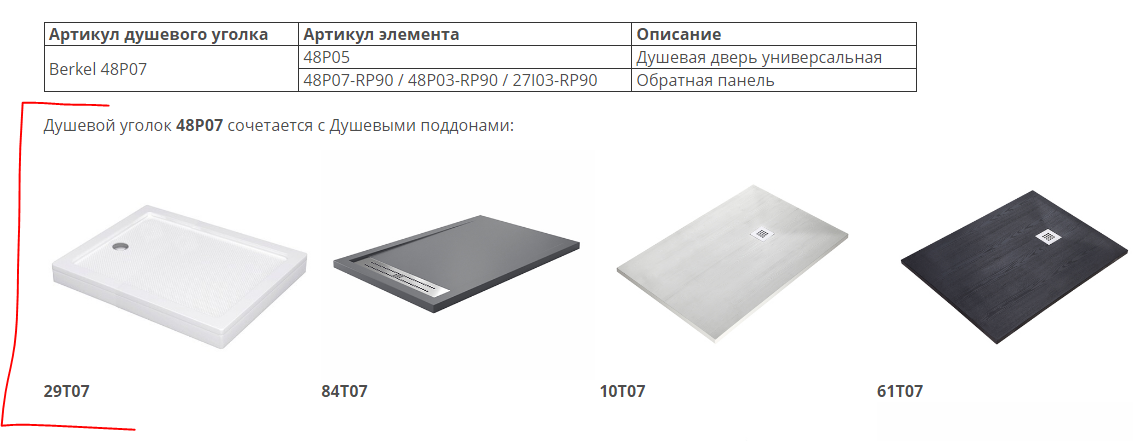 Артикул душевого уголка Артикул элемента Описание
Berkel 48P07
48P05 Душевая дверь универсальная
48P07-RP90 / 48P03-RP90 / 27I03-RP90 Обратная панель
Душевой уголок 48P07 сочетается с Душевыми поддонами:
29T07 84T07 10T07 61T07